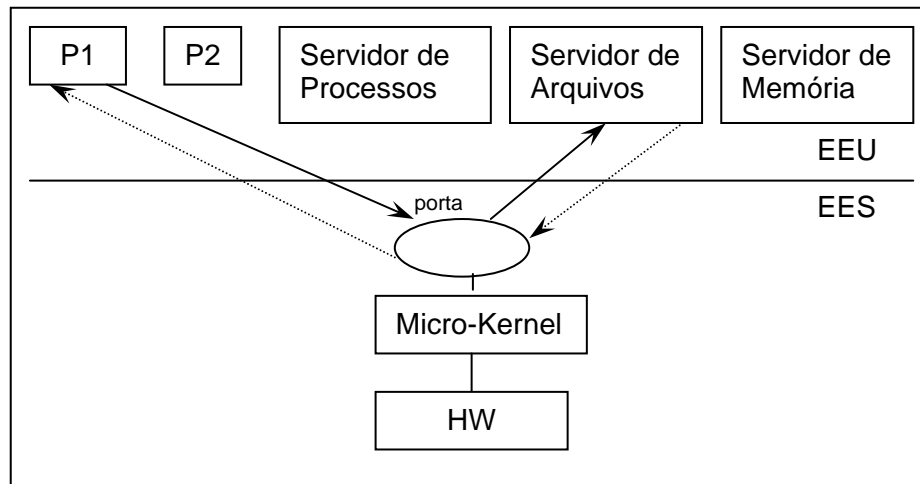 P1
P2
Servidor de
Processos
Servidor de
Arquivos
Servidor de
Memória
EEU
EES
porta
Micro-Kernel
HW